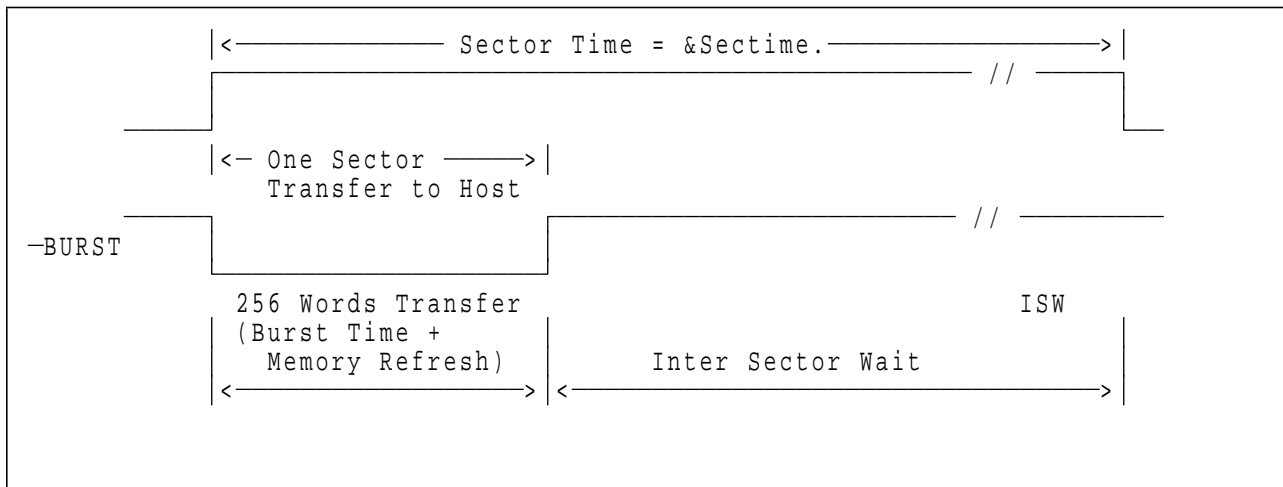 Sector Time = &Sectime.
//
One Sector
Transfer to Host
//
—BURST
256 Words Transfer ISW
(Burst Time +
Memory Refresh)
Inter Sector Wait